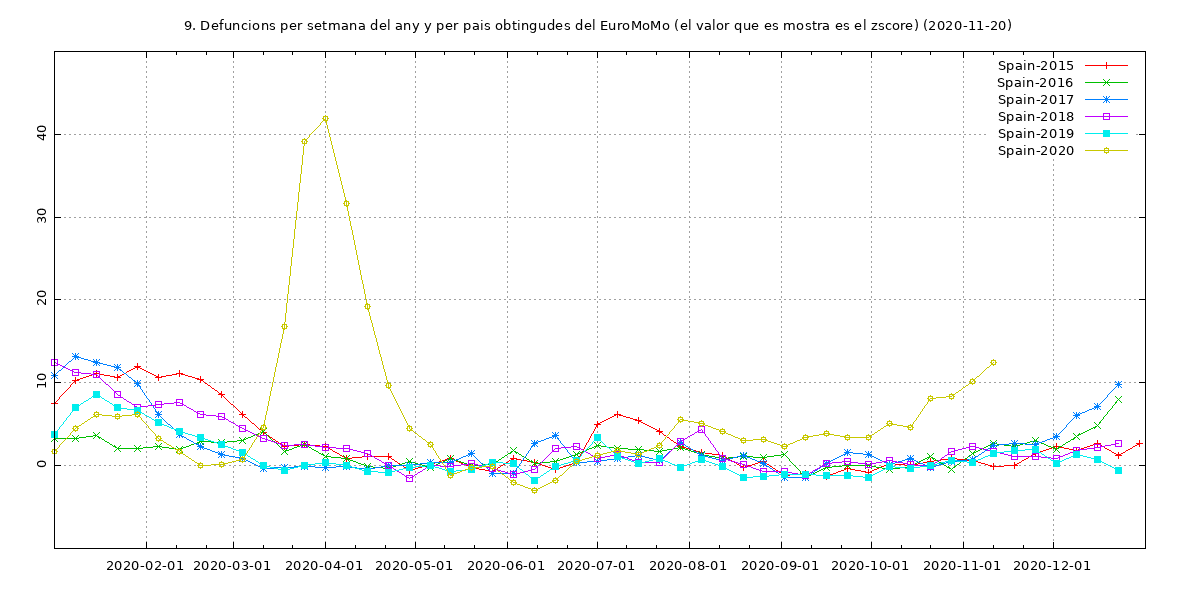 9. Defuncions per setmana del any y per pais obtingudes del EuroMoMo (el valor que es mostra es el zscore) (2020-11-20)
Spain-2015
Spain-2016
Spain-2017
Spain-2018
Spain-2019
Spain-2020
40
30
20
10
0
2020-02-01 2020-03-01 2020-04-01 2020-05-01 2020-06-01 2020-07-01 2020-08-01 2020-09-01 2020-10-01 2020-11-01 2020-12-01